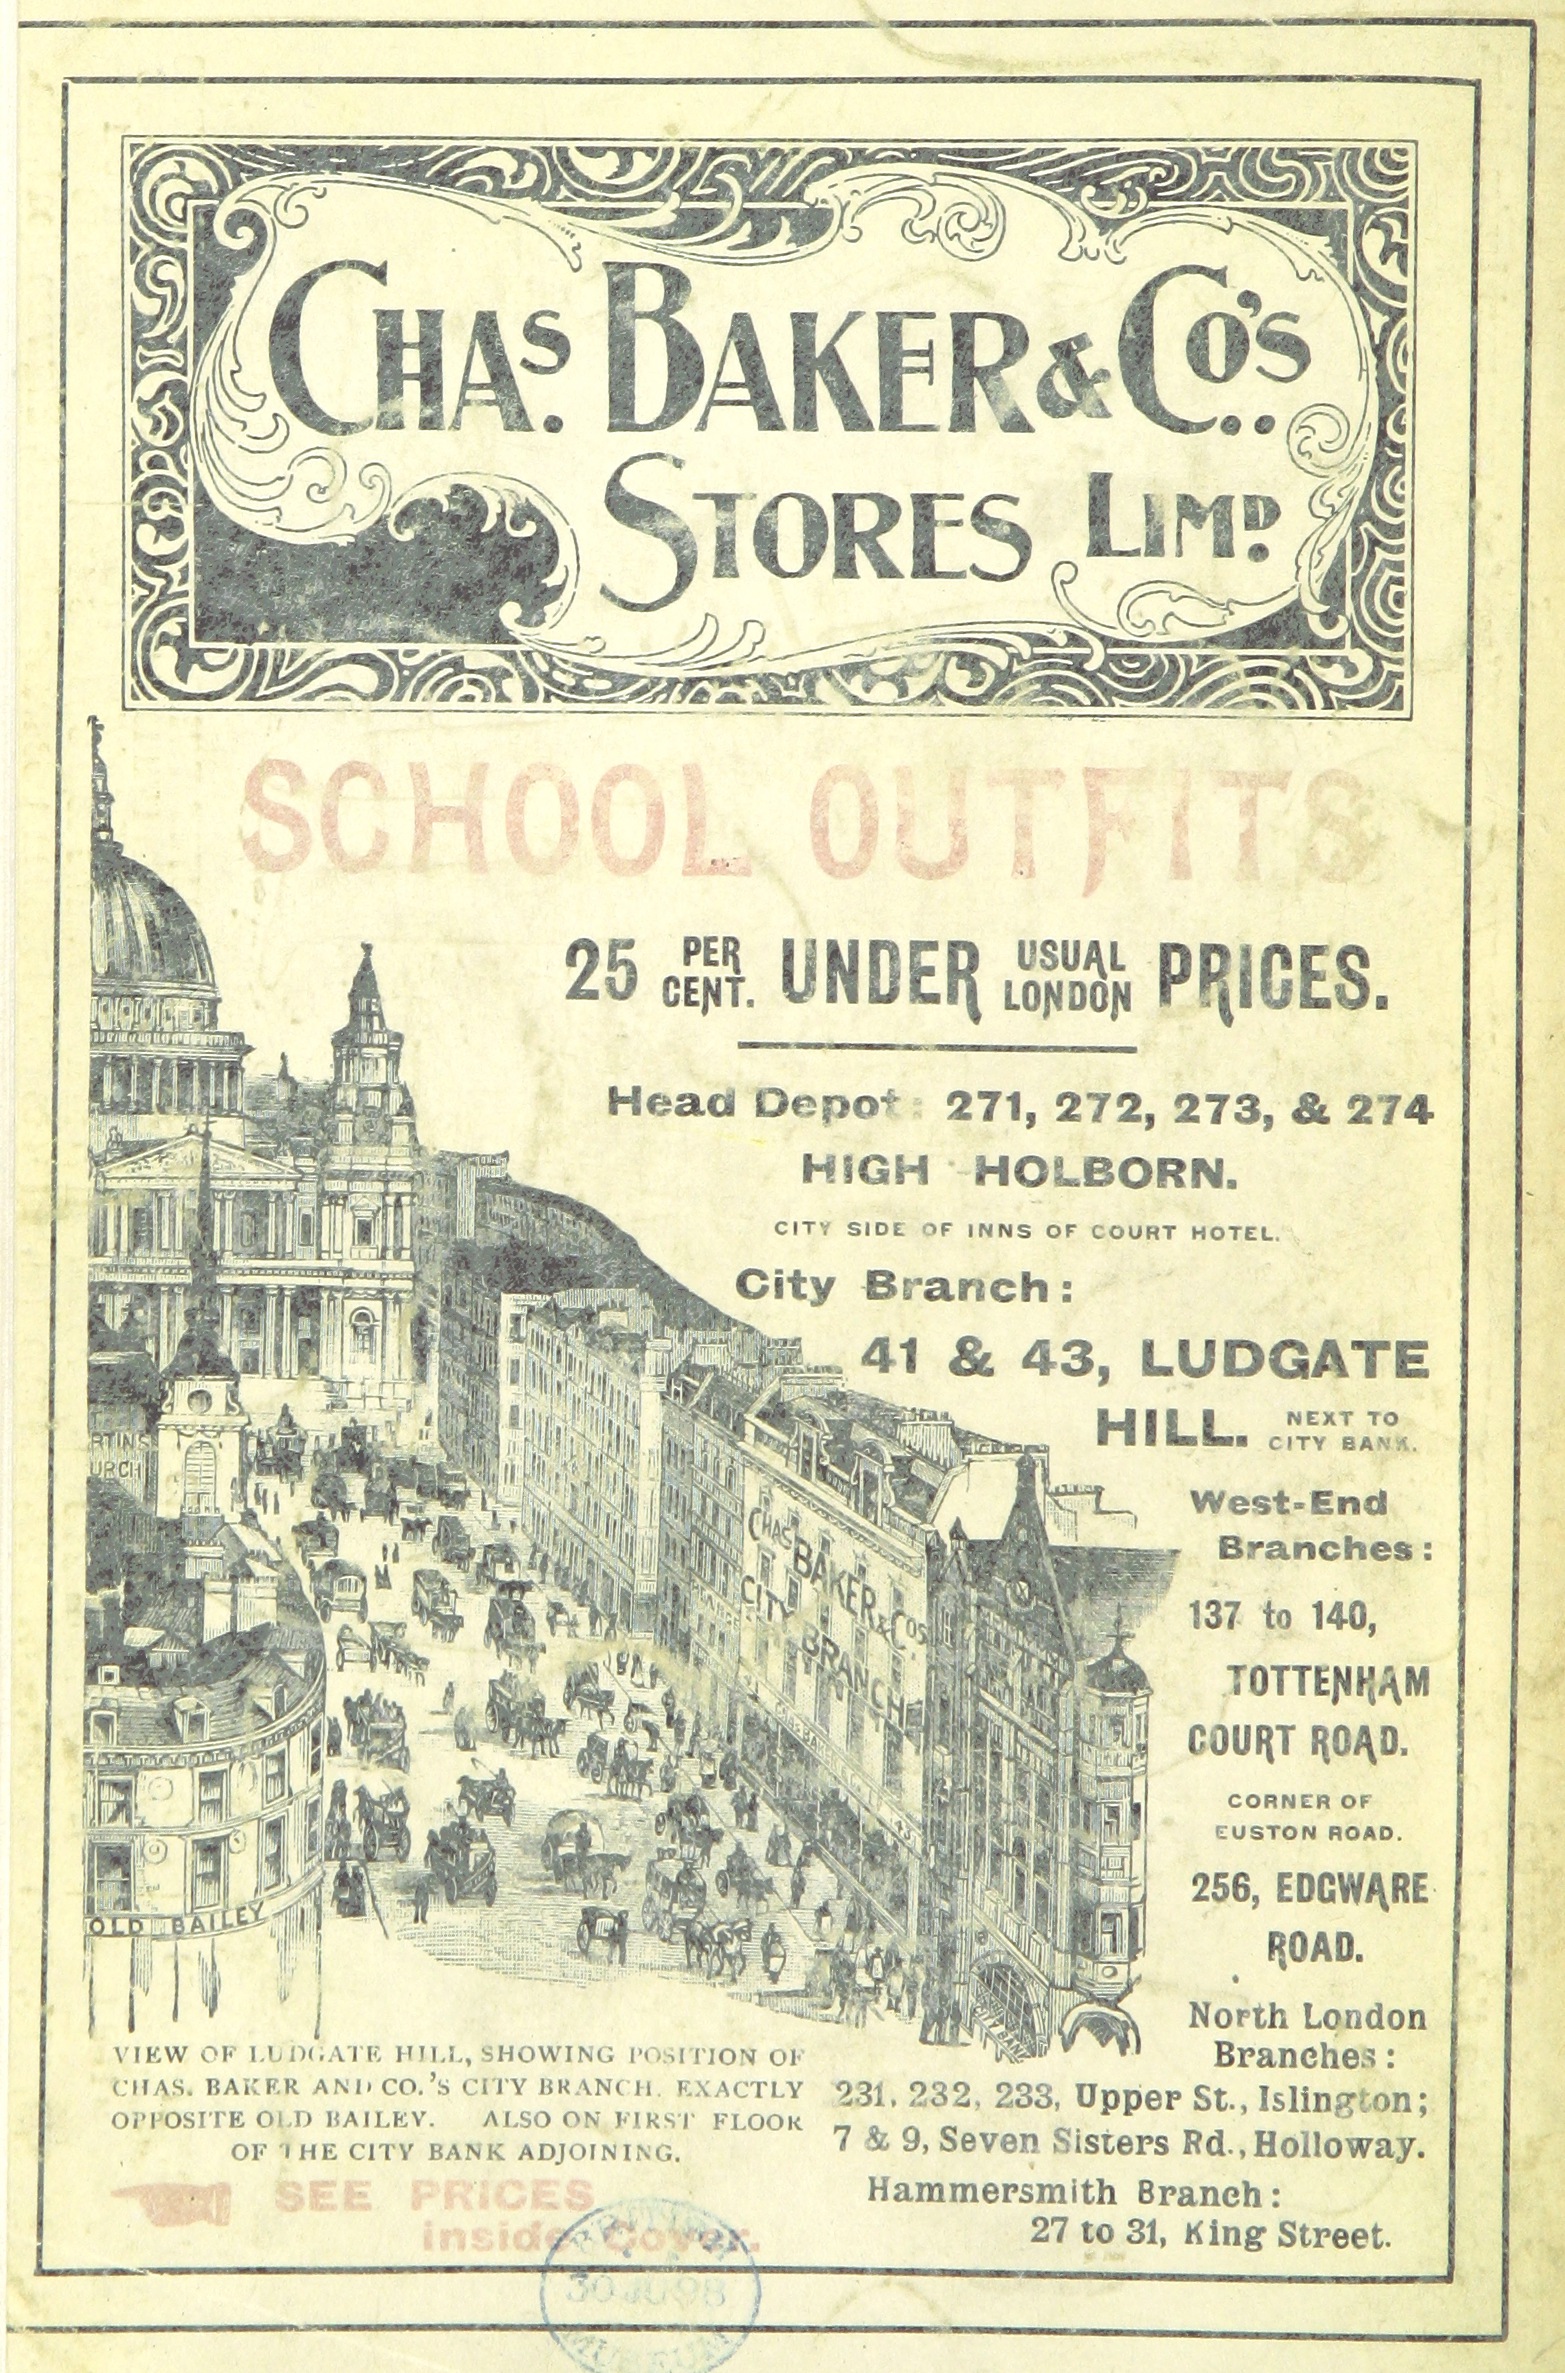 CHAS. BAKER & CO'S.
STORES LIMD.
SCHOOL OUTFITS
25 PER CENT. UNDER USUAL LONDON PRICES.
Head Depot: 271, 272, 273, & 274
HIGH HOLBORN.
CITY SIDE OF INNS OF COURT HOTEL.
City Branch:
41 & 43, LUDGATE
HILL. NEXT TO CITY BANK.
West-End
Branches:
137 to 140,
TOTTENHAM
COURT ROAD.
CORNER OF
EUSTON ROAD.
256, EDGWARE
ROAD.
North London
Branches:
231, 232, 233, Upper St., Islington;
7 & 9, Seven Sisters Rd., Holloway.
Hammersmith Branch:
27 to 31, King Street.
RTINS
URCH
CHAS BAKER & COS
CITY BRANCH
43
OLD BAILEY
VIEW OF LUDGATE HILL, SHOWING POSITION OF
CHAS. BAKER AND CO.'S CITY BRANCH. EXACTLY
OPPOSITE OLD BAILEY. ALSO ON FIRST FLOOR
OF THE CITY BANK ADJOINING.
SEE PRICES
inside Cover.
BRITISH
30 JU 98
MUSEUM